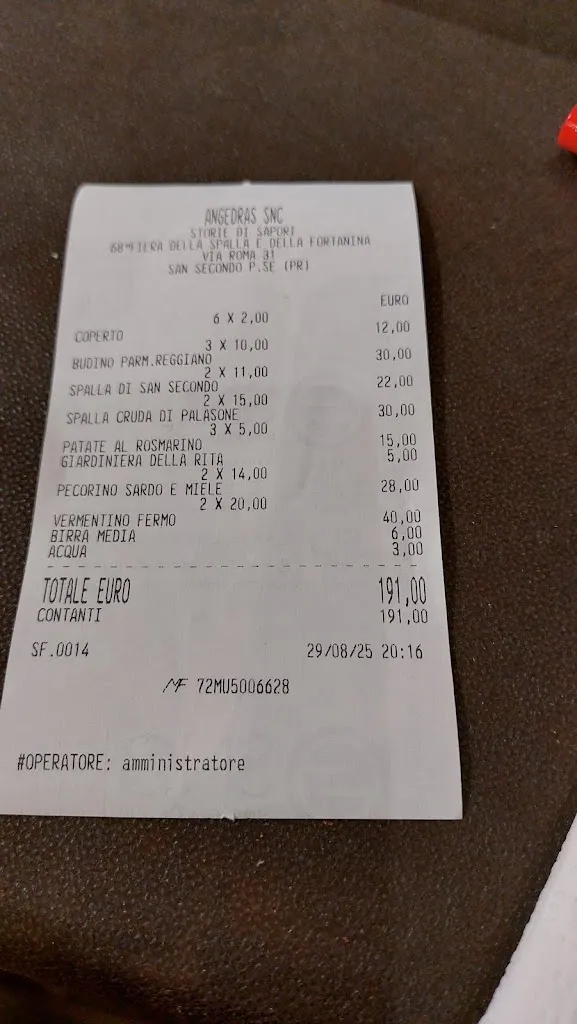 ANGEDRAS SNC
STORIE DI SAPORI
68^FIERA DELLA SPALLA E DELLA FORTANINA
VIA ROMA 31
SAN SECONDO P.SE (PR)
EURO
6 X 2,00
COPERTO 12,00
3 X 10,00
BUDINO PARM.REGGIANO 30,00
2 X 11,00
SPALLA DI SAN SECONDO 22,00
2 X 15,00
SPALLA CRUDA DI PALASONE 30,00
3 X 5,00
PATATE AL ROSMARINO 15,00
GIARDINIERA DELLA RITA 5,00
2 X 14,00
PECORINO SARDO E MIELE 28,00
2 X 20,00
VERMENTINO FERMO 40,00
BIRRA MEDIA 6,00
ACQUA 3,00
TOTALE EURO 191,00
CONTANTI 191,00
SF.0014 29/08/25 20:16
MF 72MU5006628
#OPERATORE: amministratore